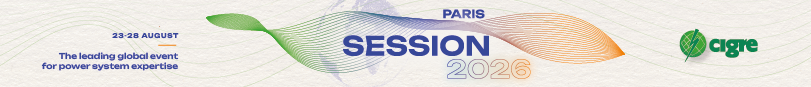 23-28 AUGUST
The leading global event
for power system expertise
PARIS
SESSION
2026
cigre